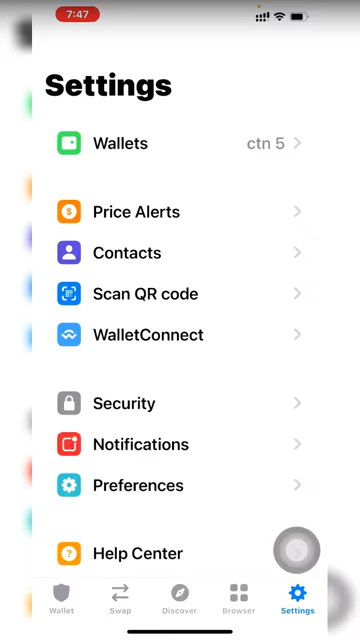 7:47
Settings
Wallets ctn 5
Price Alerts
Contacts
Scan QR code
WalletConnect
Security
Notifications
Preferences
Help Center
Wallet Swap Discover Browser Settings